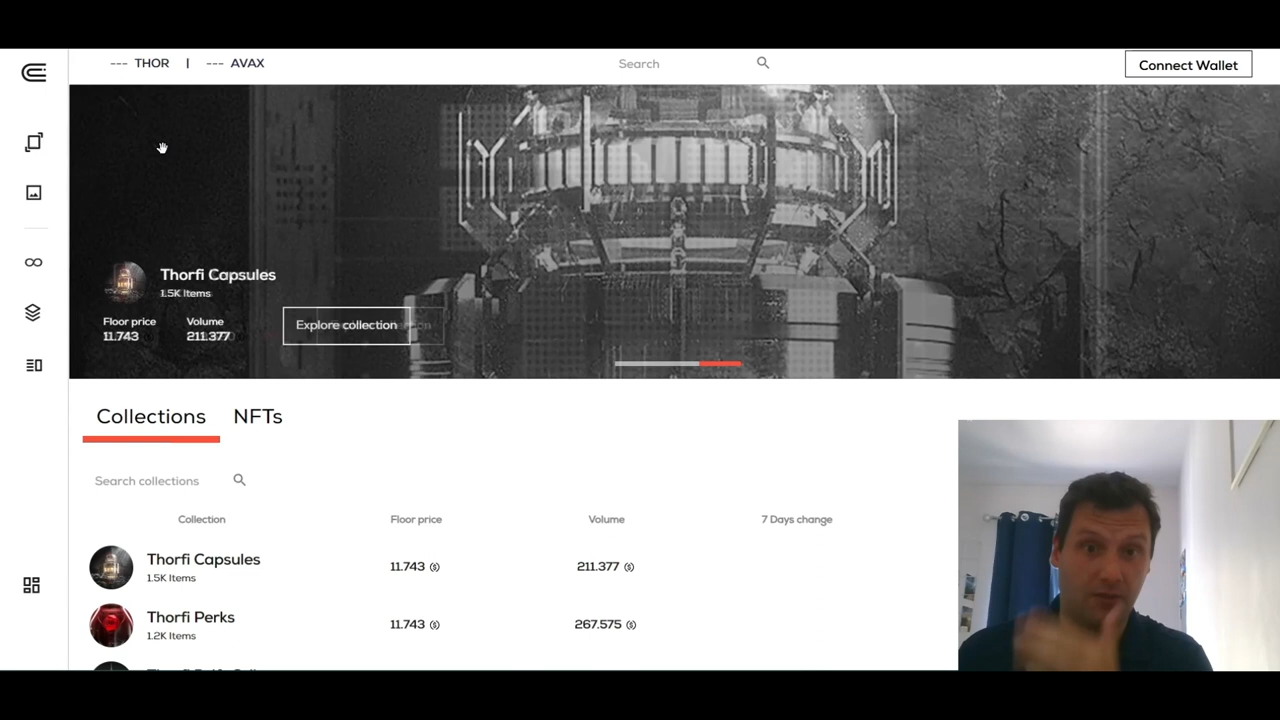 --- THOR | --- AVAX
Search
Connect Wallet
Thorfi Capsules
1.5K Items
Floor price Volume
11.743 211.377
Explore collection
Collections NFTs
Search collections
Collection Floor price Volume 7 Days change
Thorfi Capsules
1.5K Items
11.743 211.377
Thorfi Perks
1.2K Items
11.743 267.575